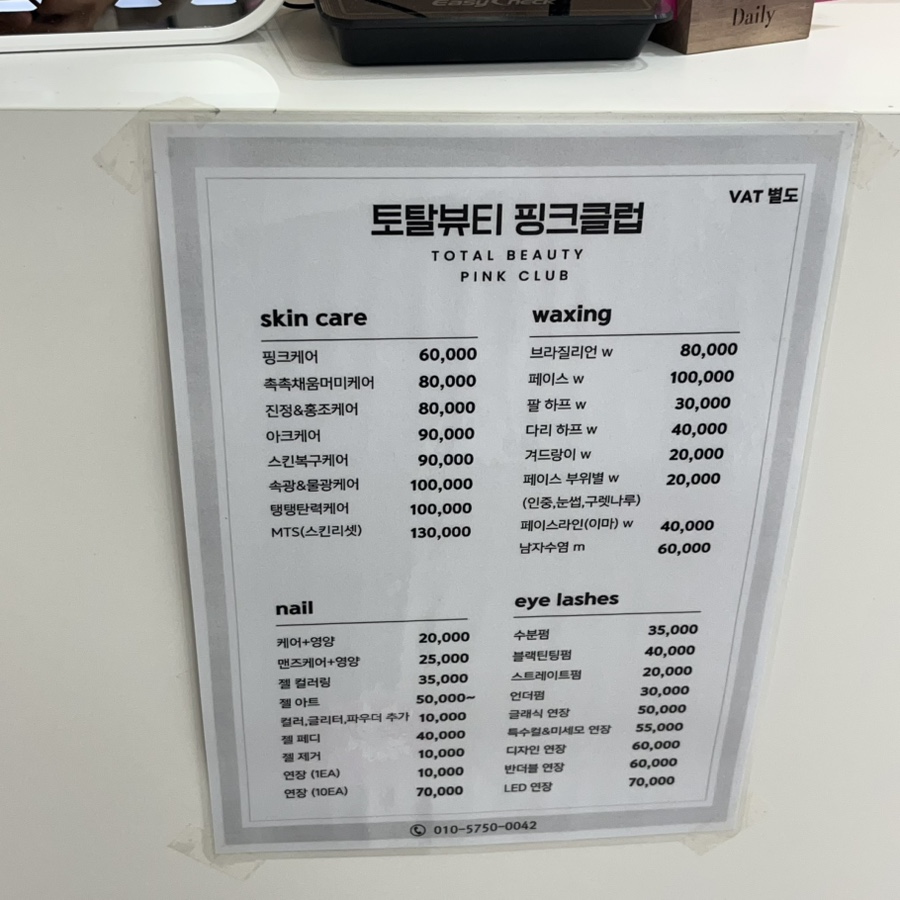 EasyCheck
Daily
VAT 별도
토탈뷰티 핑크클럽
TOTAL BEAUTY
PINK CLUB
skin care
핑크케어 60,000
촉촉채움머미케어 80,000
진정&홍조케어 80,000
아크케어 90,000
스킨복구케어 90,000
속광&물광케어 100,000
탱탱탄력케어 100,000
MTS(스킨리셋) 130,000
waxing
브라질리언 w 80,000
페이스 w 100,000
팔 하프 w 30,000
다리 하프 w 40,000
겨드랑이 w 20,000
페이스 부위별 w 20,000
(인중,눈썹,구렛나루)
페이스라인(이마) w 40,000
남자수염 m 60,000
nail
케어+영양 20,000
맨즈케어+영양 25,000
젤 컬러링 35,000
젤 아트 50,000~
컬러,글리터,파우더 추가 10,000
젤 페디 40,000
젤 제거 10,000
연장 (1EA) 10,000
연장 (10EA) 70,000
eye lashes
수분펌 35,000
블랙틴팅펌 40,000
스트레이트펌 20,000
언더펌 30,000
글래식 연장 50,000
특수컬&미세모 연장 55,000
디자인 연장 60,000
반더블 연장 60,000
LED 연장 70,000
010-5750-0042